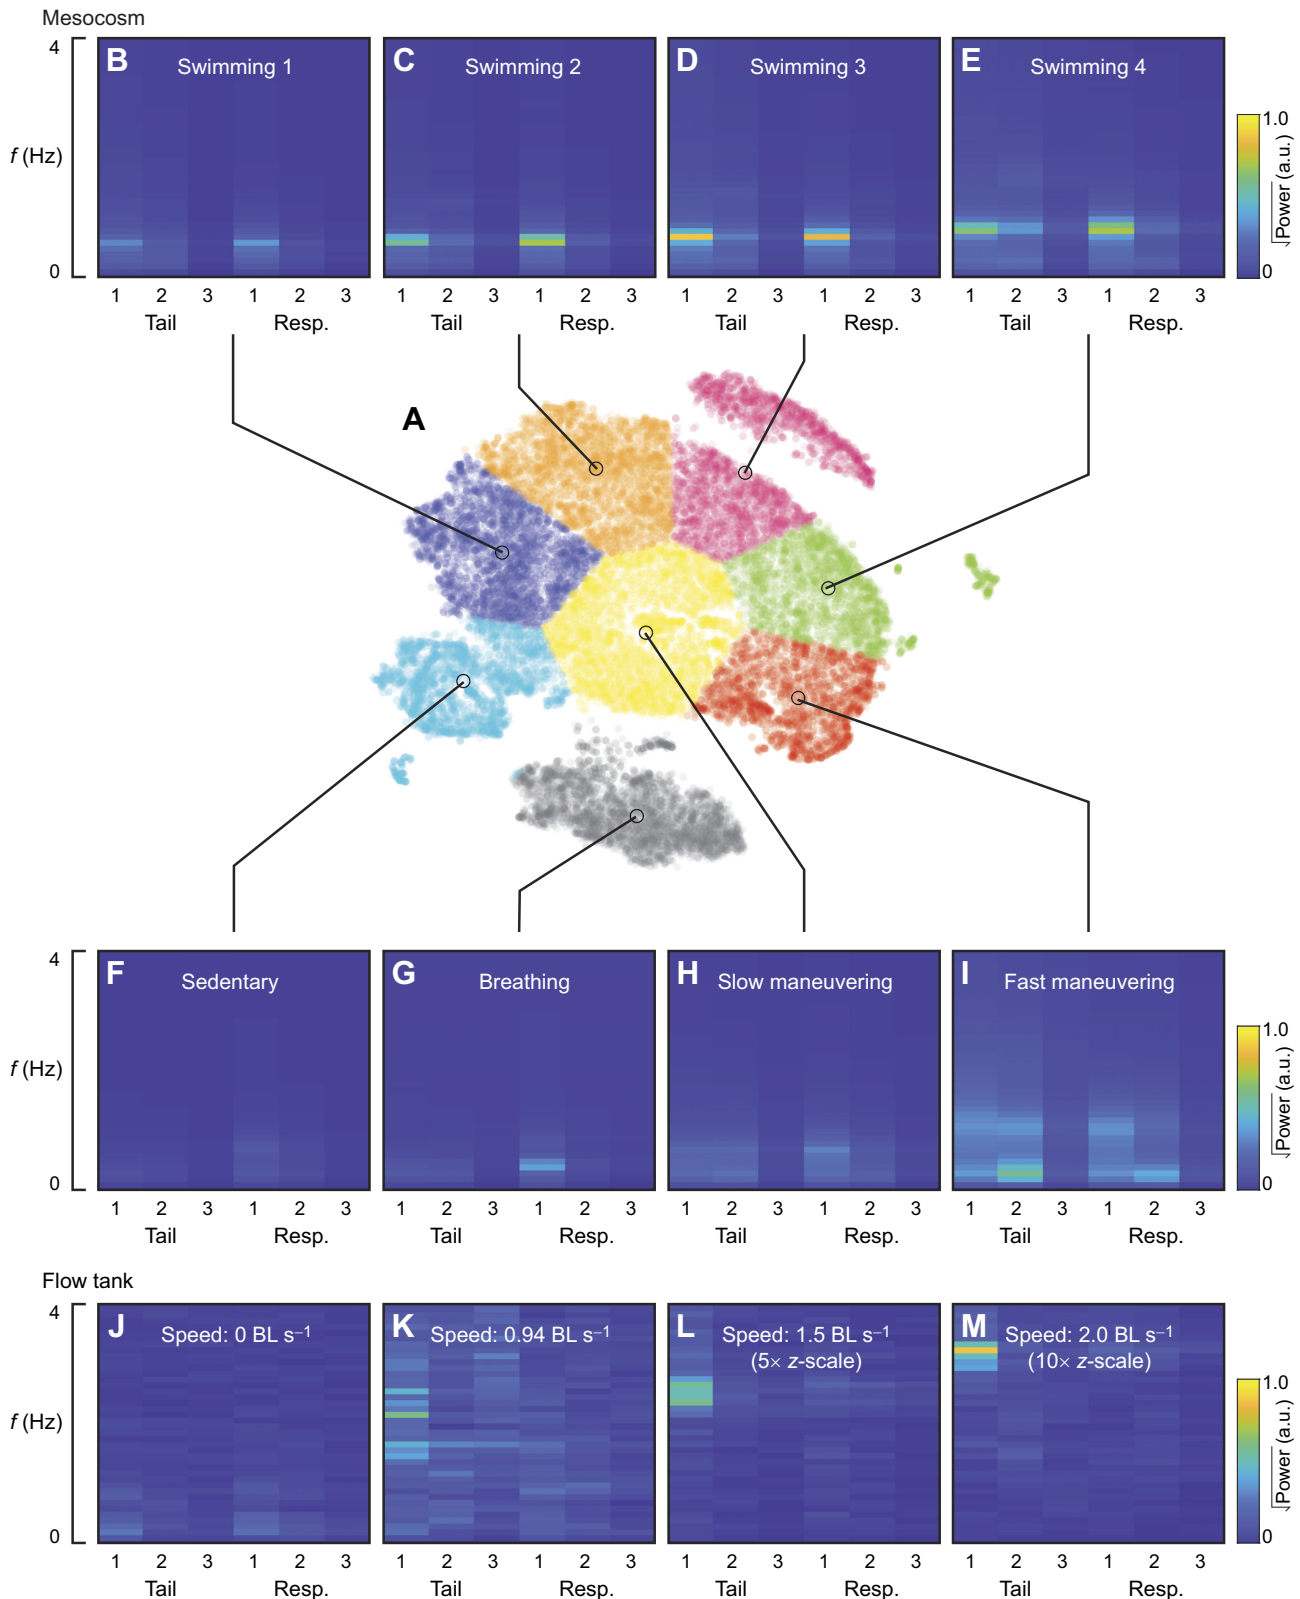 Mesocosm
4
f (Hz)
0
B
Swimming 1
C
Swimming 2
D
Swimming 3
E
Swimming 4
1.0
√Power (a.u.)
0
1 2 3 1 2 3
Tail Resp.
1 2 3 1 2 3
Tail Resp.
1 2 3 1 2 3
Tail Resp.
1 2 3 1 2 3
Tail Resp.
A
4
f (Hz)
0
F
Sedentary
G
Breathing
H
Slow maneuvering
I
Fast maneuvering
1.0
√Power (a.u.)
0
1 2 3 1 2 3
Tail Resp.
1 2 3 1 2 3
Tail Resp.
1 2 3 1 2 3
Tail Resp.
1 2 3 1 2 3
Tail Resp.
Flow tank
4
f (Hz)
0
J
Speed: 0 BL s⁻¹
K
Speed: 0.94 BL s⁻¹
L
Speed: 1.5 BL s⁻¹
(5× z-scale)
M
Speed: 2.0 BL s⁻¹
(10× z-scale)
1.0
√Power (a.u.)
0
1 2 3 1 2 3
Tail Resp.
1 2 3 1 2 3
Tail Resp.
1 2 3 1 2 3
Tail Resp.
1 2 3 1 2 3
Tail Resp.